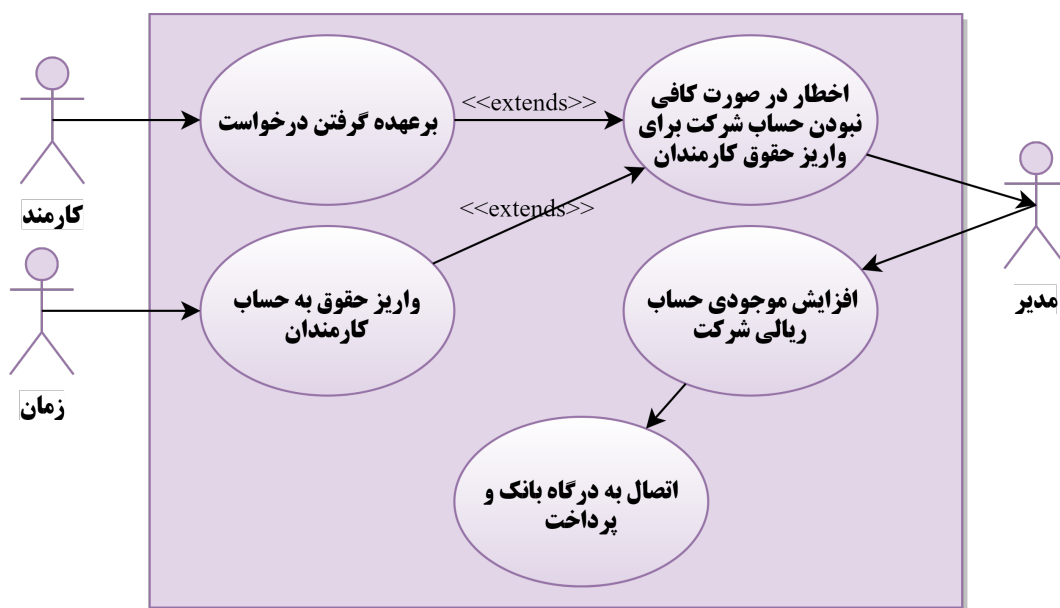 کارمند
زمان
برعهده گرفتن درخواست
<<extends>>
اخطار در صورت کافی
نبودن حساب شرکت برای
واریز حقوق کارمندان
مدیر
<<extends>>
واریز حقوق به حساب
کارمندان
افزایش موجودی حساب
ریالی شرکت
اتصال به درگاه بانک و
پرداخت